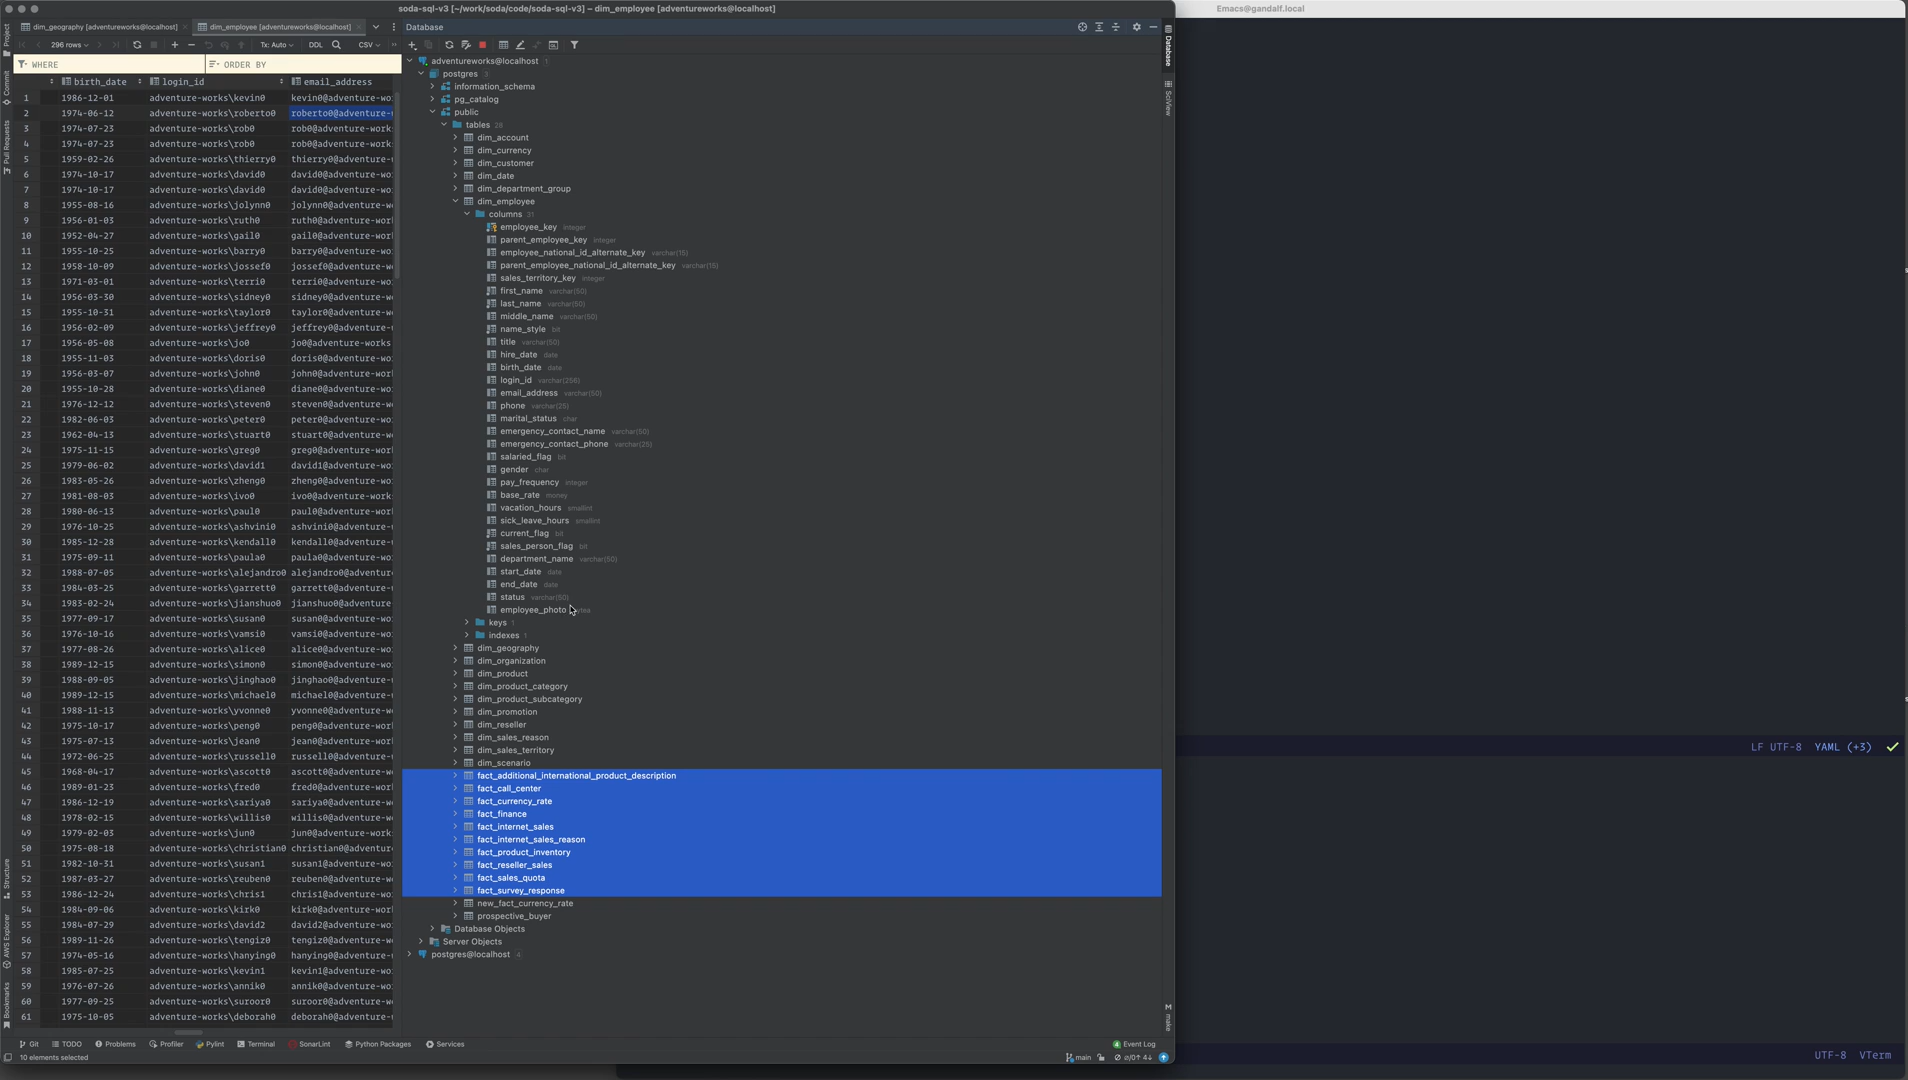 soda-sql-v3 [~/work/soda/code/soda-sql-v3] – dim_employee [adventureworks@localhost]
Emacs@gandalf.local
dim_geography [adventureworks@localhost]
dim_employee [adventureworks@localhost]
Database
296 rows
Tx: Auto
DDL
CSV
WHERE
ORDER BY
birth_date login_id email_address
1 1986-12-01 adventure-works\kevin0 kevin0@adventure-wo
2 1974-06-12 adventure-works\roberto0 roberto0@adventure-
3 1974-07-23 adventure-works\rob0 rob0@adventure-work
4 1974-07-23 adventure-works\rob0 rob0@adventure-work
5 1959-02-26 adventure-works\thierry0 thierry0@adventure-
6 1974-10-17 adventure-works\david0 david0@adventure-wo
7 1974-10-17 adventure-works\david0 david0@adventure-wo
8 1955-08-16 adventure-works\jolynn0 jolynn0@adventure-w
9 1956-01-03 adventure-works\ruth0 ruth0@adventure-wor
10 1952-04-27 adventure-works\gail0 gail0@adventure-wor
11 1955-10-25 adventure-works\barry0 barry0@adventure-wo
12 1958-10-09 adventure-works\jossef0 jossef0@adventure-w
13 1971-03-01 adventure-works\terri0 terri0@adventure-wo
14 1956-03-30 adventure-works\sidney0 sidney0@adventure-w
15 1955-10-31 adventure-works\taylor0 taylor0@adventure-w
16 1956-02-09 adventure-works\jeffrey0 jeffrey0@adventure-
17 1956-05-08 adventure-works\jo0 jo0@adventure-works
18 1955-11-03 adventure-works\doris0 doris0@adventure-wo
19 1956-03-07 adventure-works\john0 john0@adventure-wor
20 1955-10-28 adventure-works\diane0 diane0@adventure-wo
21 1976-12-12 adventure-works\steven0 steven0@adventure-w
22 1982-06-03 adventure-works\peter0 peter0@adventure-wo
23 1962-04-13 adventure-works\stuart0 stuart0@adventure-w
24 1975-11-15 adventure-works\greg0 greg0@adventure-wor
25 1979-06-02 adventure-works\david1 david1@adventure-wo
26 1983-05-26 adventure-works\zheng0 zheng0@adventure-wo
27 1981-08-03 adventure-works\ivo0 ivo0@adventure-work
28 1980-06-13 adventure-works\paul0 paul0@adventure-wor
29 1976-10-25 adventure-works\ashvini0 ashvini0@adventure-
30 1985-12-28 adventure-works\kendall0 kendall0@adventure-
31 1975-09-11 adventure-works\paula0 paula0@adventure-wo
32 1988-07-05 adventure-works\alejandro0 alejandro0@adventur
33 1984-03-25 adventure-works\garrett0 garrett0@adventure-
34 1983-02-24 adventure-works\jianshuo0 jianshuo0@adventure
35 1977-09-17 adventure-works\susan0 susan0@adventure-wo
36 1976-10-16 adventure-works\vamsi0 vamsi0@adventure-wo
37 1977-08-26 adventure-works\alice0 alice0@adventure-wo
38 1989-12-15 adventure-works\simon0 simon0@adventure-wo
39 1988-09-05 adventure-works\jinghao0 jinghao0@adventure-
40 1989-12-15 adventure-works\michael0 michael0@adventure-
41 1988-11-13 adventure-works\yvonne0 yvonne0@adventure-w
42 1975-10-17 adventure-works\peng0 peng0@adventure-wor
43 1975-07-13 adventure-works\jean0 jean0@adventure-wor
44 1972-06-25 adventure-works\russell0 russell0@adventure-
45 1968-04-17 adventure-works\ascott0 ascott0@adventure-w
46 1989-01-23 adventure-works\fred0 fred0@adventure-wor
47 1986-12-19 adventure-works\sariya0 sariya0@adventure-w
48 1978-02-15 adventure-works\willis0 willis0@adventure-w
49 1979-02-03 adventure-works\jun0 jun0@adventure-work
50 1975-08-18 adventure-works\christian0 christian0@adventur
51 1982-10-31 adventure-works\susan1 susan1@adventure-wo
52 1987-03-27 adventure-works\reuben0 reuben0@adventure-w
53 1986-12-24 adventure-works\chris1 chris1@adventure-wo
54 1984-09-06 adventure-works\kirk0 kirk0@adventure-wor
55 1984-07-29 adventure-works\david2 david2@adventure-wo
56 1989-11-26 adventure-works\tengiz0 tengiz0@adventure-w
57 1974-05-16 adventure-works\hanying0 hanying0@adventure-
58 1985-07-25 adventure-works\kevin1 kevin1@adventure-wo
59 1976-07-26 adventure-works\annik0 annik0@adventure-wo
60 1977-09-25 adventure-works\suroor0 suroor0@adventure-w
61 1975-10-05 adventure-works\deborah0 deborah0@adventure-
adventureworks@localhost 1
postgres 3
information_schema
pg_catalog
public
tables 28
dim_account
dim_currency
dim_customer
dim_date
dim_department_group
dim_employee
columns 31
employee_key integer
parent_employee_key integer
employee_national_id_alternate_key varchar(15)
parent_employee_national_id_alternate_key varchar(15)
sales_territory_key integer
first_name varchar(50)
last_name varchar(50)
middle_name varchar(50)
name_style bit
title varchar(50)
hire_date date
birth_date date
login_id varchar(256)
email_address varchar(50)
phone varchar(25)
marital_status char
emergency_contact_name varchar(50)
emergency_contact_phone varchar(25)
salaried_flag bit
gender char
pay_frequency integer
base_rate money
vacation_hours smallint
sick_leave_hours smallint
current_flag bit
sales_person_flag bit
department_name varchar(50)
start_date date
end_date date
status varchar(50)
employee_photo
keys 1
indexes 1
dim_geography
dim_organization
dim_product
dim_product_category
dim_product_subcategory
dim_promotion
dim_reseller
dim_sales_reason
dim_sales_territory
dim_scenario
fact_additional_international_product_description
fact_call_center
fact_currency_rate
fact_finance
fact_internet_sales
fact_internet_sales_reason
fact_product_inventory
fact_reseller_sales
fact_sales_quota
fact_survey_response
new_fact_currency_rate
prospective_buyer
Database Objects
Server Objects
postgres@localhost 4
Project
Commit
Pull Requests
Structure
AWS Explorer
Bookmarks
Database
SciView
M make
LF UTF-8 YAML (+3)
Git
TODO
Problems
Profiler
Pylint
Terminal
SonarLint
Python Packages
Services
4 Event Log
10 elements selected
main
UTF-8 VTerm